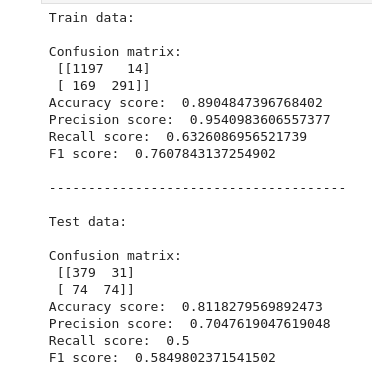 Train data:
Confusion matrix:
[[1197   14]
[ 169  291]]
Accuracy score:  0.8904847396768402
Precision score:  0.9540983606557377
Recall score:  0.6326086956521739
F1 score:  0.7607843137254902
--------------------------------------
Test data:
Confusion matrix:
[[379  31]
[ 74  74]]
Accuracy score:  0.8118279569892473
Precision score:  0.7047619047619048
Recall score:  0.5
F1 score:  0.5849802371541502